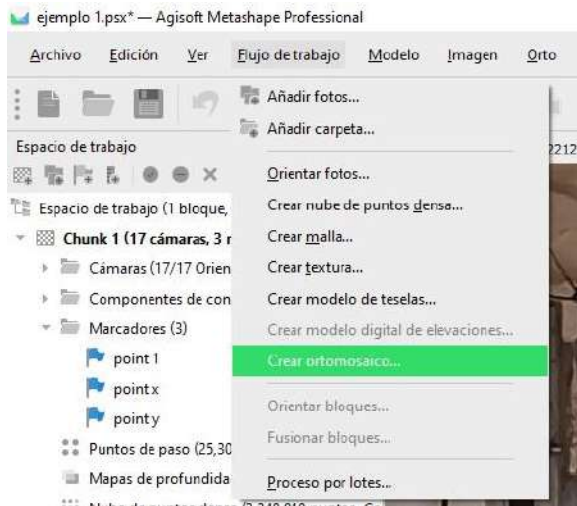 ejemplo 1.psx* — Agisoft Metashape Professional
Archivo Edición Ver Flujo de trabajo Modelo Imagen Orto
Añadir fotos...
Añadir carpeta...
Orientar fotos...
Crear nube de puntos densa...
Crear malla...
Crear textura...
Crear modelo de teselas...
Crear modelo digital de elevaciones...
Crear ortomosaico...
Orientar bloques...
Fusionar bloques...
Proceso por lotes...
Espacio de trabajo
Espacio de trabajo (1 bloque,
Chunk 1 (17 cámaras, 3
Cámaras (17/17
Componentes de
Marcadores (3)
point 1
point x
point y
Puntos de paso (25,30
Mapas de
2212